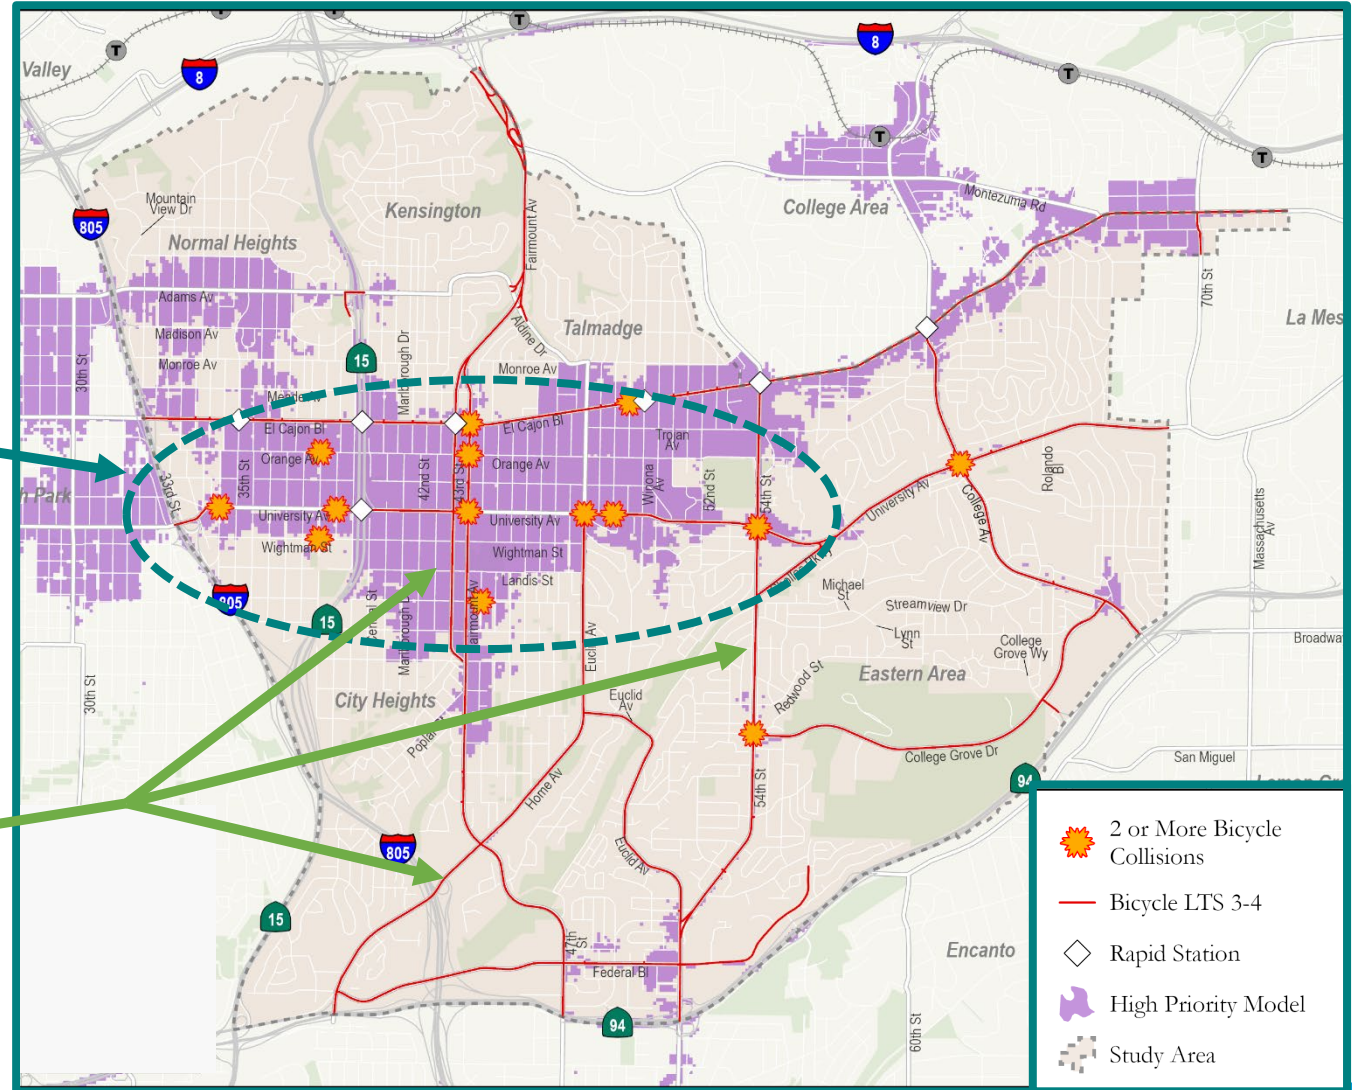 T
T
Valley
8
8
T
T
T
805
Mountain
View Dr
Kensington
Normal Heights
College Area
Montezuma Rd
Fairmount Av
70th St
La Mes
Adams Av
Madison Av
Monroe Av
30th St
15
Marlborough Dr
Aldine Dr
Talmadge
Monroe Av
El Cajon Bl
El Cajon Bl
Trojan
Av
Orange Av
Orange Av
35th St
42nd St
43rd St
Winona
Av
52nd St
54th St
Rolando
Bl
33rd St
h Park
University Av
University Av
University Av
College Av
Massachusetts
Av
Wightman St
Wightman St
Landis St
Michael
St
Streamview Dr
Lynn
St
College
Grove Wy
Broadwa
805
15
Fairmount Av
Euclid Av
Eastern Area
Redwood St
30th St
City Heights
Euclid
Av
College Grove Dr
San Miguel
Home Av
54th St
94
805
Euclid Av
15
47th
St
Federal Bl
94
Encanto
60th St
2 or More Bicycle
Collisions
Bicycle LTS 3-4
Rapid Station
High Priority Model
Study Area